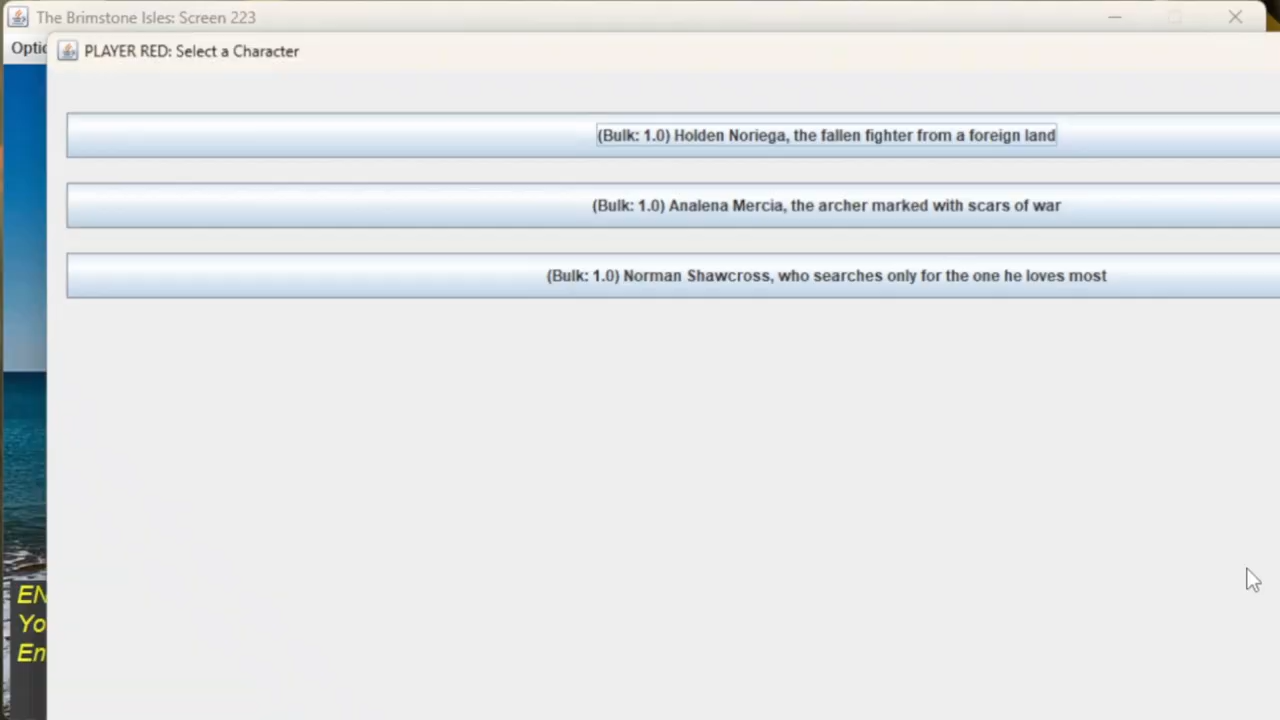 The Brimstone Isles: Screen 223
PLAYER RED: Select a Character
(Bulk: 1.0) Holden Noriega, the fallen fighter from a foreign land
(Bulk: 1.0) Analena Mercia, the archer marked with scars of war
(Bulk: 1.0) Norman Shawcross, who searches only for the one he loves most